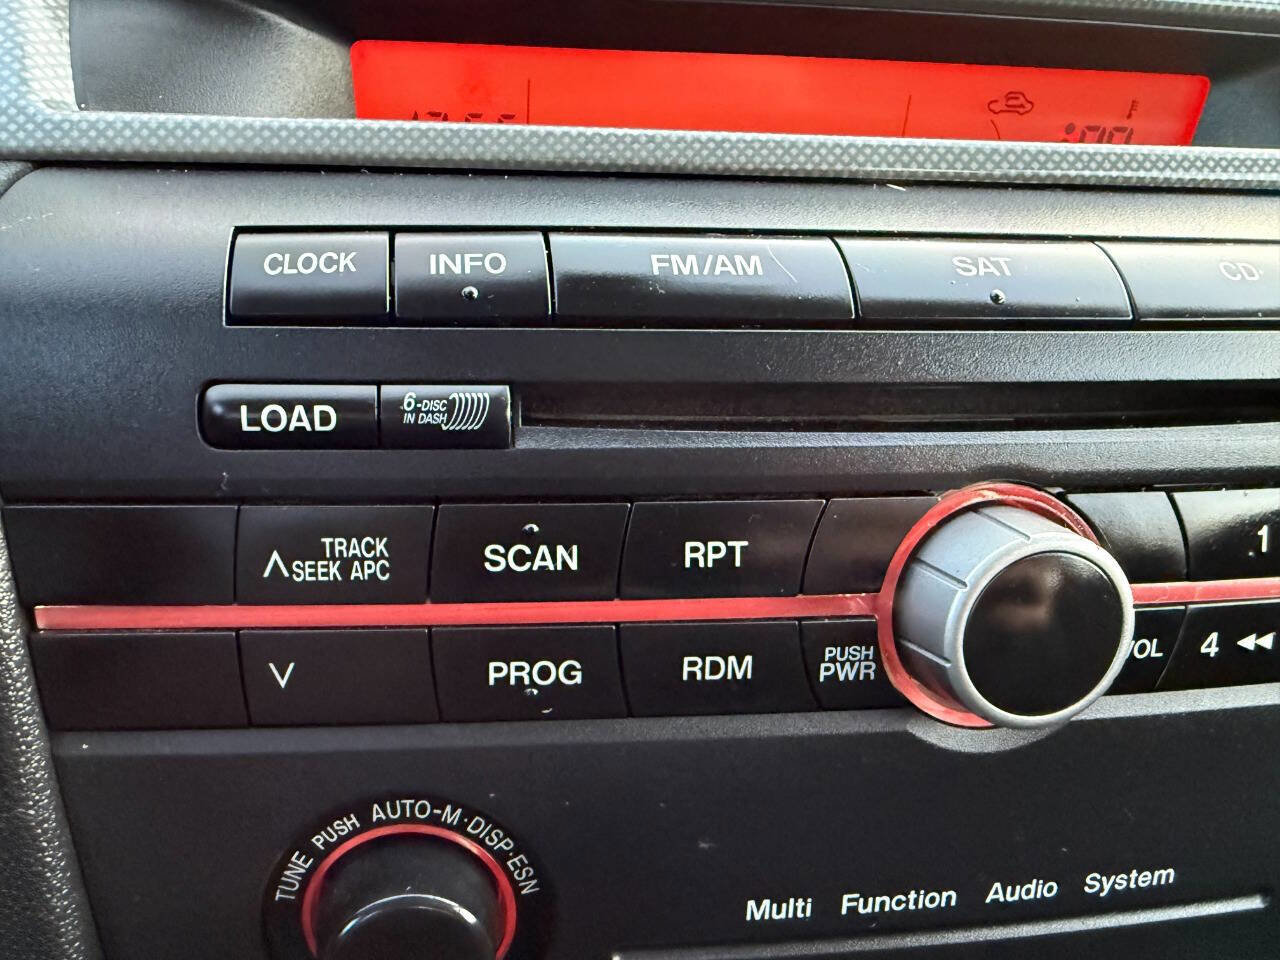 CLOCK
INFO
FM/AM
SAT
CD
LOAD
6-DISC
IN DASH
TRACK
SEEK APC
SCAN
RPT
1
PROG
RDM
PUSH
PWR
VOL
4
TUNE PUSH AUTO-M·DISP·ESN
Multi Function Audio System